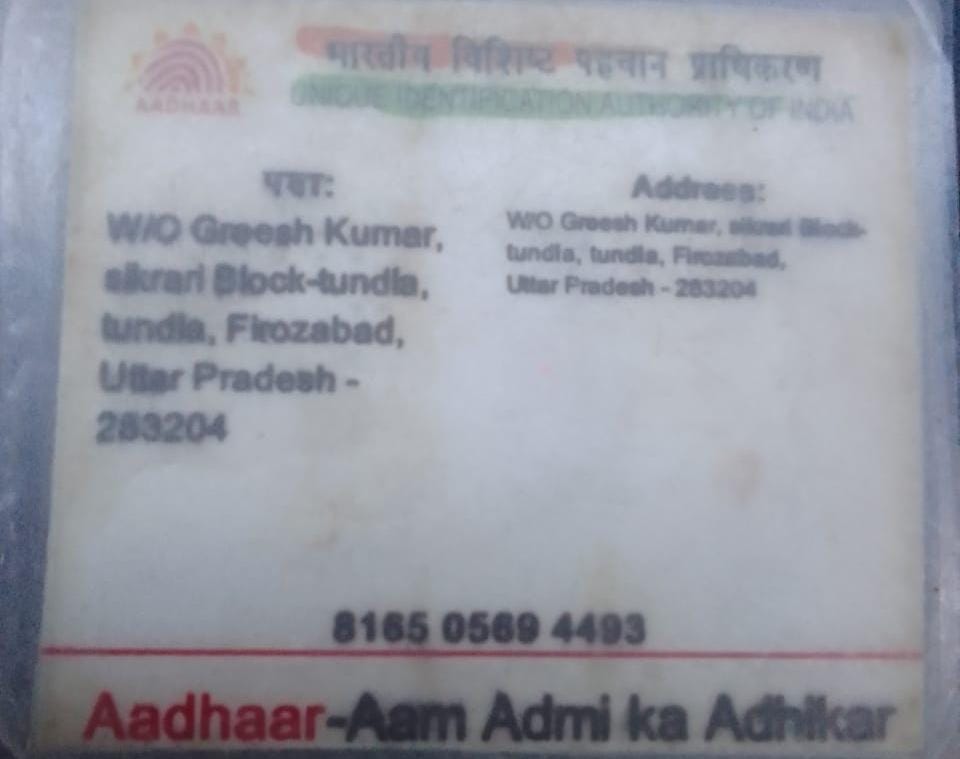 AADHAAR
भारतीय विशिष्ट पहचान प्राधिकरण
UNIQUE IDENTIFICATION AUTHORITY OF INDIA
पता:
W/O Greesh Kumar,
sikrari Block-tundla,
tundla, Firozabad,
Uttar Pradesh -
283204
Address:
W/O Greesh Kumar, sikrari Block-
tundla, tundla, Firozabad,
Uttar Pradesh - 283204
8165 0569 4493
Aadhaar-Aam Admi ka Adhikar